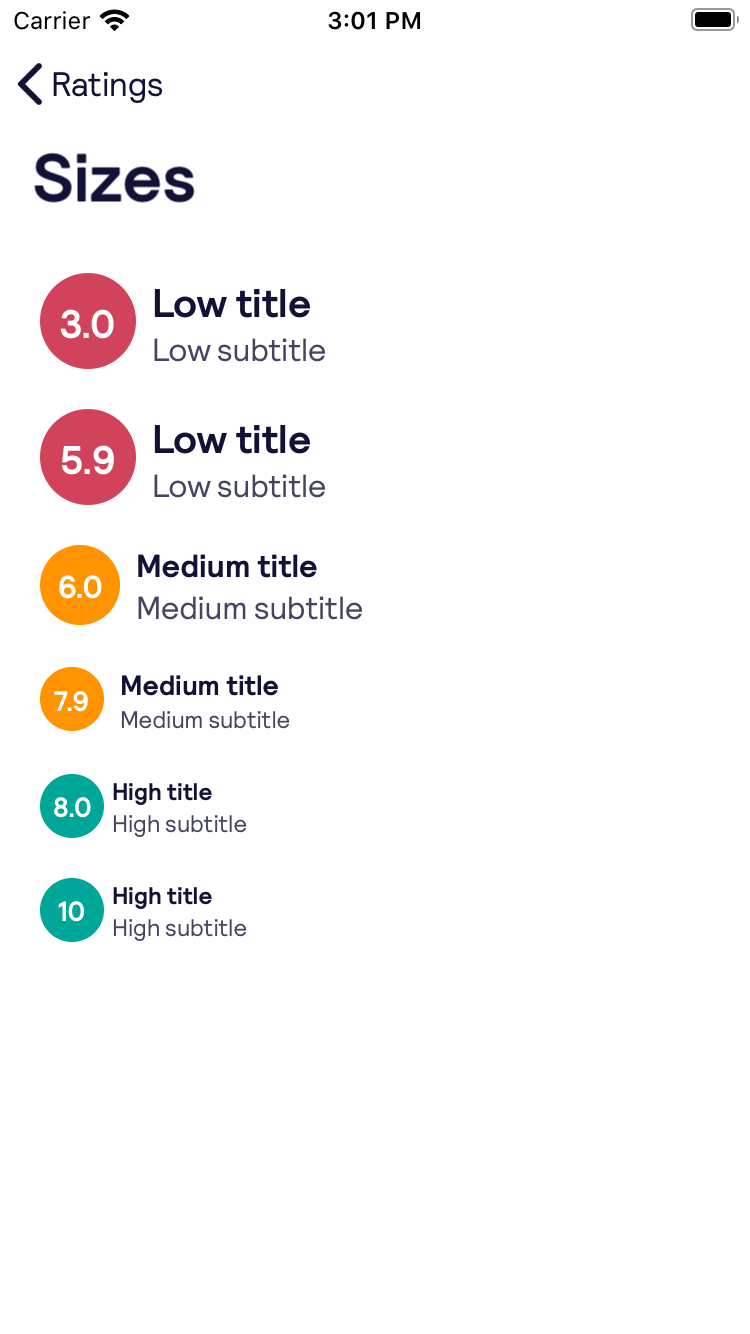 Carrier 3:01 PM
Ratings
Sizes
3.0 Low title
Low subtitle
5.9 Low title
Low subtitle
6.0 Medium title
Medium subtitle
7.9 Medium title
Medium subtitle
8.0 High title
High subtitle
10 High title
High subtitle